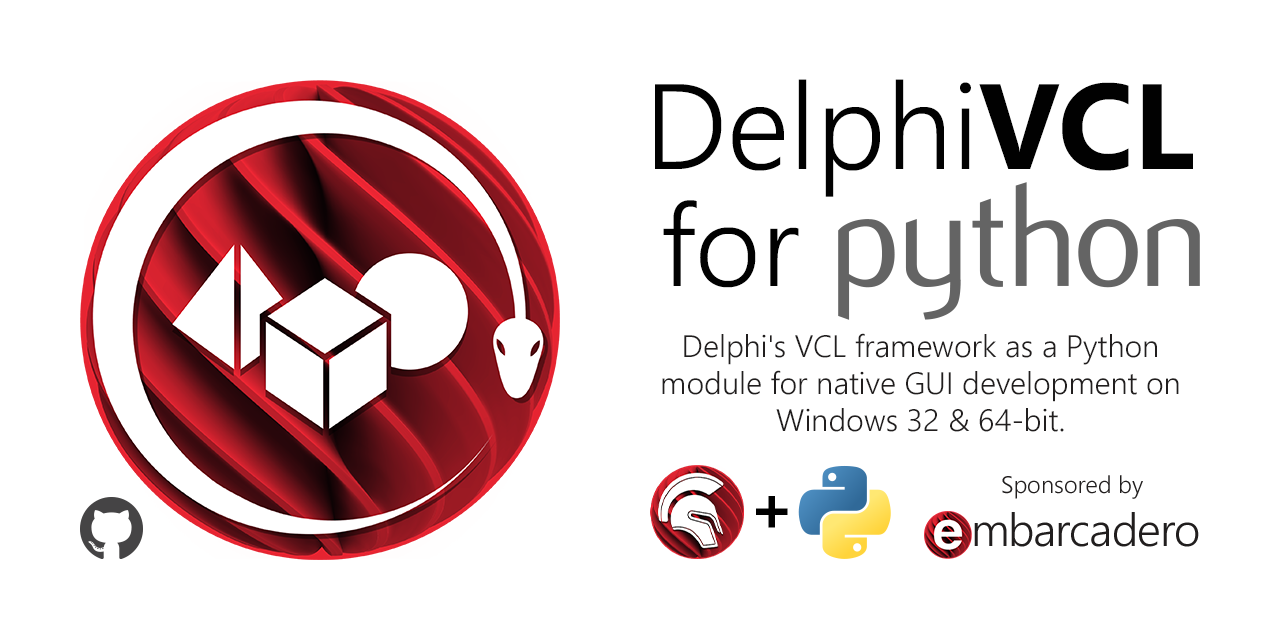 DelphiVCL
for python
Delphi's VCL framework as a Python
module for native GUI development on
Windows 32 & 64-bit.
+
Sponsored by
embarcadero